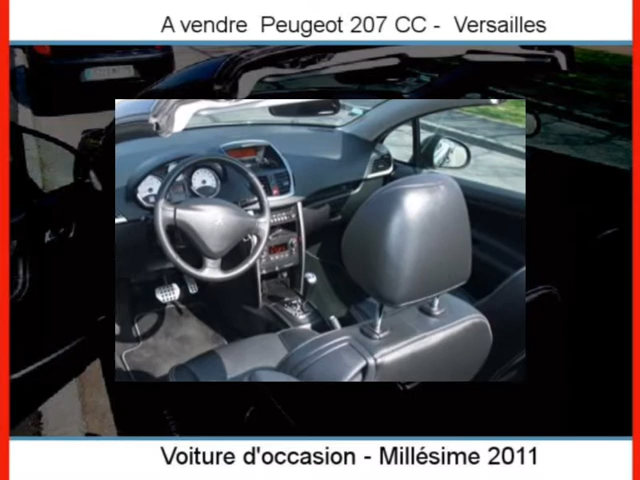 A vendre Peugeot 207 CC - Versailles
Voiture d'occasion - Millésime 2011